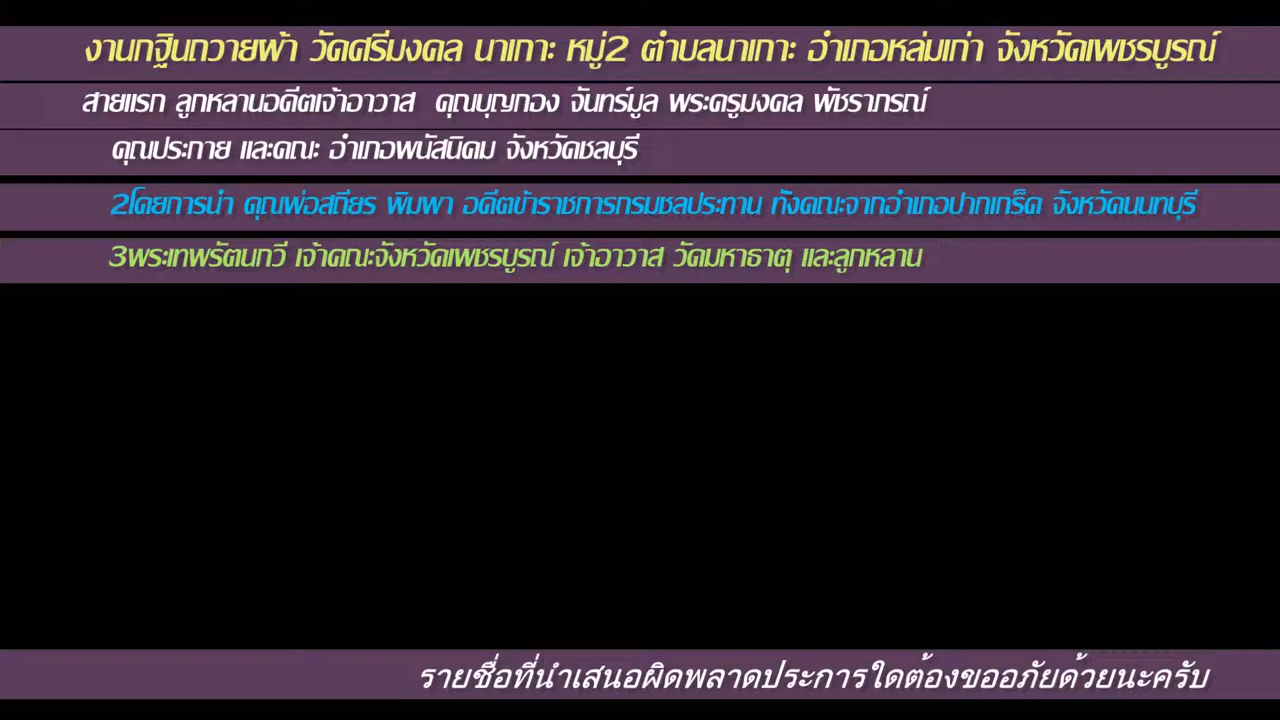 งานกฐินถวายผ้า วัดศรีมงคล นาเกาะ หมู่2 ตำบลนาเกาะ อำเภอหล่มเก่า จังหวัดเพชรบูรณ์
สายแรก ลูกหลานอดีตเจ้าอาวาส คุณบุญกอง จันทร์มูล พระครูมงคล พัชราภรณ์
คุณประกาย และคณะ อำเภอพนัสนิคม จังหวัดชลบุรี
2โดยการนำ คุณพ่อสถียร พิมพา อดีตข้าราชการกรมชลประทาน ทั้งคณะจากอำเภอปากเกร็ด จังหวัดนนทบุรี
3พระเทพรัตนกวี เจ้าคณะจังหวัดเพชรบูรณ์ เจ้าอาวาส วัดมหาธาตุ และลูกหลาน
รายชื่อที่นำเสนอผิดพลาดประการใดต้องขออภัยด้วยนะครับ